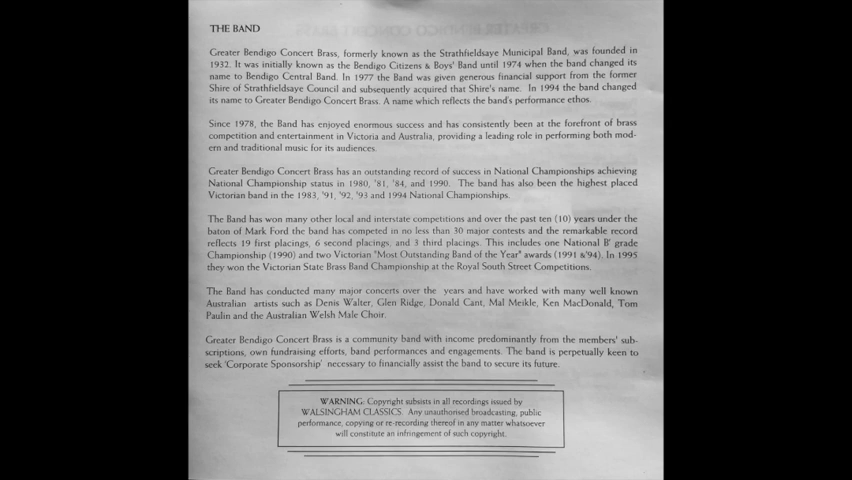 THE BAND
Greater Bendigo Concert Brass, formerly known as the Strathfieldsaye Municipal Band, was founded in
1932. It was initially known as the Bendigo Citizens & Boys' Band until 1974 when the band changed its
name to Bendigo Central Band. In 1977 the Band was given generous financial support from the former
Shire of Strathfieldsaye Council and subsequently acquired that Shire's name. In 1994 the band changed
its name to Greater Bendigo Concert Brass. A name which reflects the band's performance ethos.
Since 1978, the Band has enjoyed enormous success and has consistently been at the forefront of brass
competition and entertainment in Victoria and Australia, providing a leading role in performing both mod-
ern and traditional music for its audiences.
Greater Bendigo Concert Brass has an outstanding record of success in National Championships achieving
National Championship status in 1980, '81, '84, and 1990. The band has also been the highest placed
Victorian band in the 1983, '91, '92, '93 and 1994 National Championships.
The Band has won many other local and interstate competitions and over the past ten (10) years under the
baton of Mark Ford the band has competed in no less than 30 major contests and the remarkable record
reflects 19 first placings, 6 second placings, and 3 third placings. This includes one National B' grade
Championship (1990) and two Victorian "Most Outstanding Band of the Year" awards (1991 &'94). In 1995
they won the Victorian State Brass Band Championship at the Royal South Street Competitions.
The Band has conducted many major concerts over the years and have worked with many well known
Australian artists such as Denis Walter, Glen Ridge, Donald Cant, Mal Meikle, Ken MacDonald, Tom
Paulin and the Australian Welsh Male Choir.
Greater Bendigo Concert Brass is a community band with income predominantly from the members' sub-
scriptions, own fundraising efforts, band performances and engagements. The band is perpetually keen to
seek 'Corporate Sponsorship' necessary to financially assist the band to secure its future.
WARNING: Copyright subsists in all recordings issued by
WALSINGHAM CLASSICS. Any unauthorised broadcasting, public
performance, copying or re-recording thereof in any matter whatsoever
will constitute an infringement of such copyright.